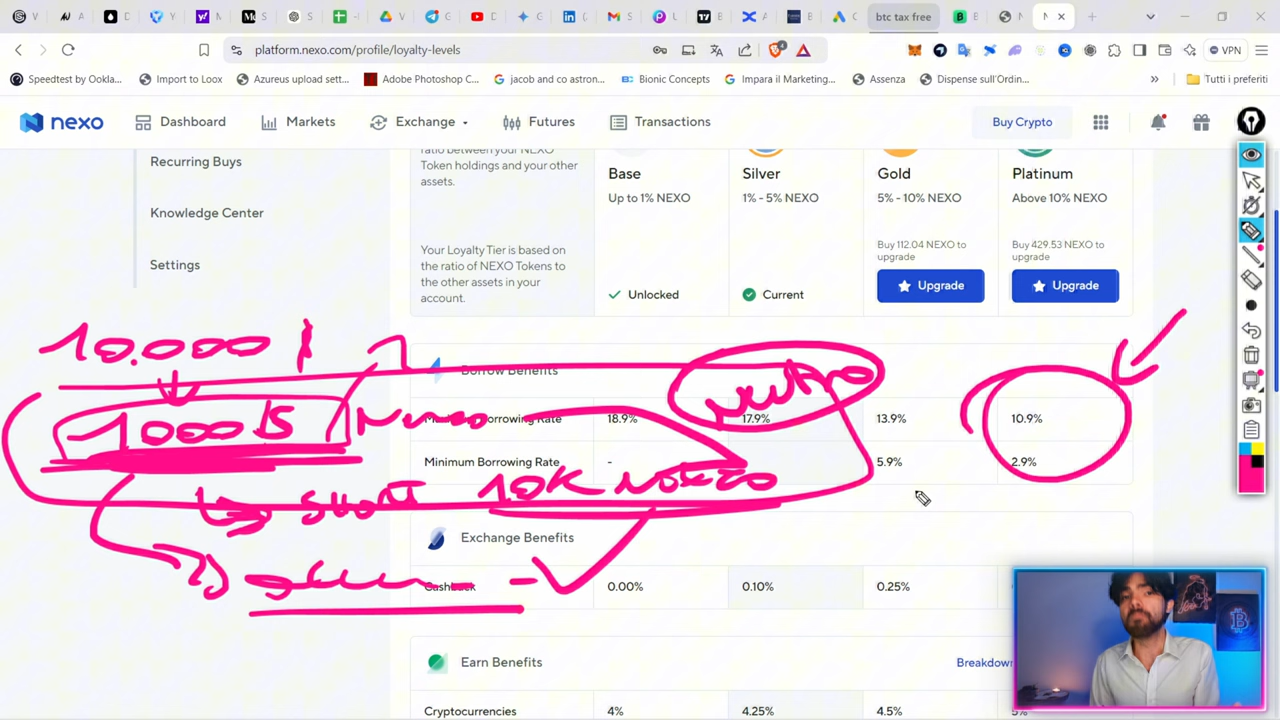 btc tax free
platform.nexo.com/profile/loyalty-levels
VPN
Speedtest by Ookla...
Import to Loox
Azureus upload sett...
Adobe Photoshop C...
jacob and co astron...
Bionic Concepts
Impara il Marketing...
Assenza
Dispense sull'Ordin...
Tutti i preferiti
nexo
Dashboard
Markets
Exchange
Futures
Transactions
Buy Crypto
Recurring Buys
Knowledge Center
Settings
ratio between your NEXO
Token holdings and your other
assets.
Your Loyalty Tier is based on
the ratio of NEXO Tokens to
the other assets in your
account.
Base
Up to 1% NEXO
Unlocked
Silver
1% - 5% NEXO
Current
Gold
5% - 10% NEXO
Buy 112.04 NEXO to
upgrade
Upgrade
Platinum
Above 10% NEXO
Buy 429.53 NEXO to
upgrade
Upgrade
10.000 $
1000 $
Nexo
Neutro
short 10K
Borrow Benefits
Borrowing Rate
18.9%
17.9%
13.9%
10.9%
Minimum Borrowing Rate
-
5.9%
2.9%
Exchange Benefits
Cashback
0.00%
0.10%
0.25%
Earn Benefits
Breakdown
Cryptocurrencies
4%
4.25%
4.5%
5%